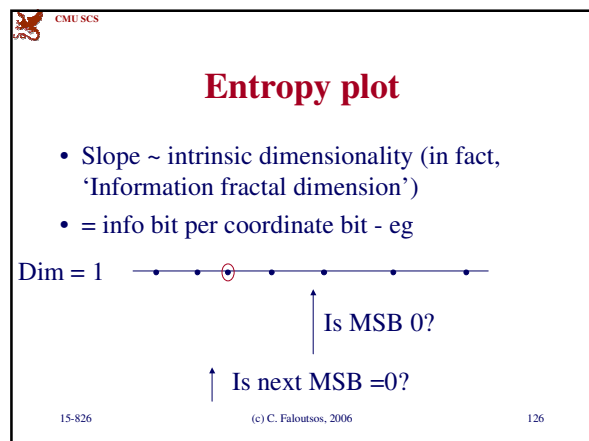 CMU SCS
Entropy plot
• Slope ~ intrinsic dimensionality (in fact,
‘Information fractal dimension’)
• = info bit per coordinate bit - eg
Dim = 1
Is MSB 0?
Is next MSB =0?
15-826 (c) C. Faloutsos, 2006 126